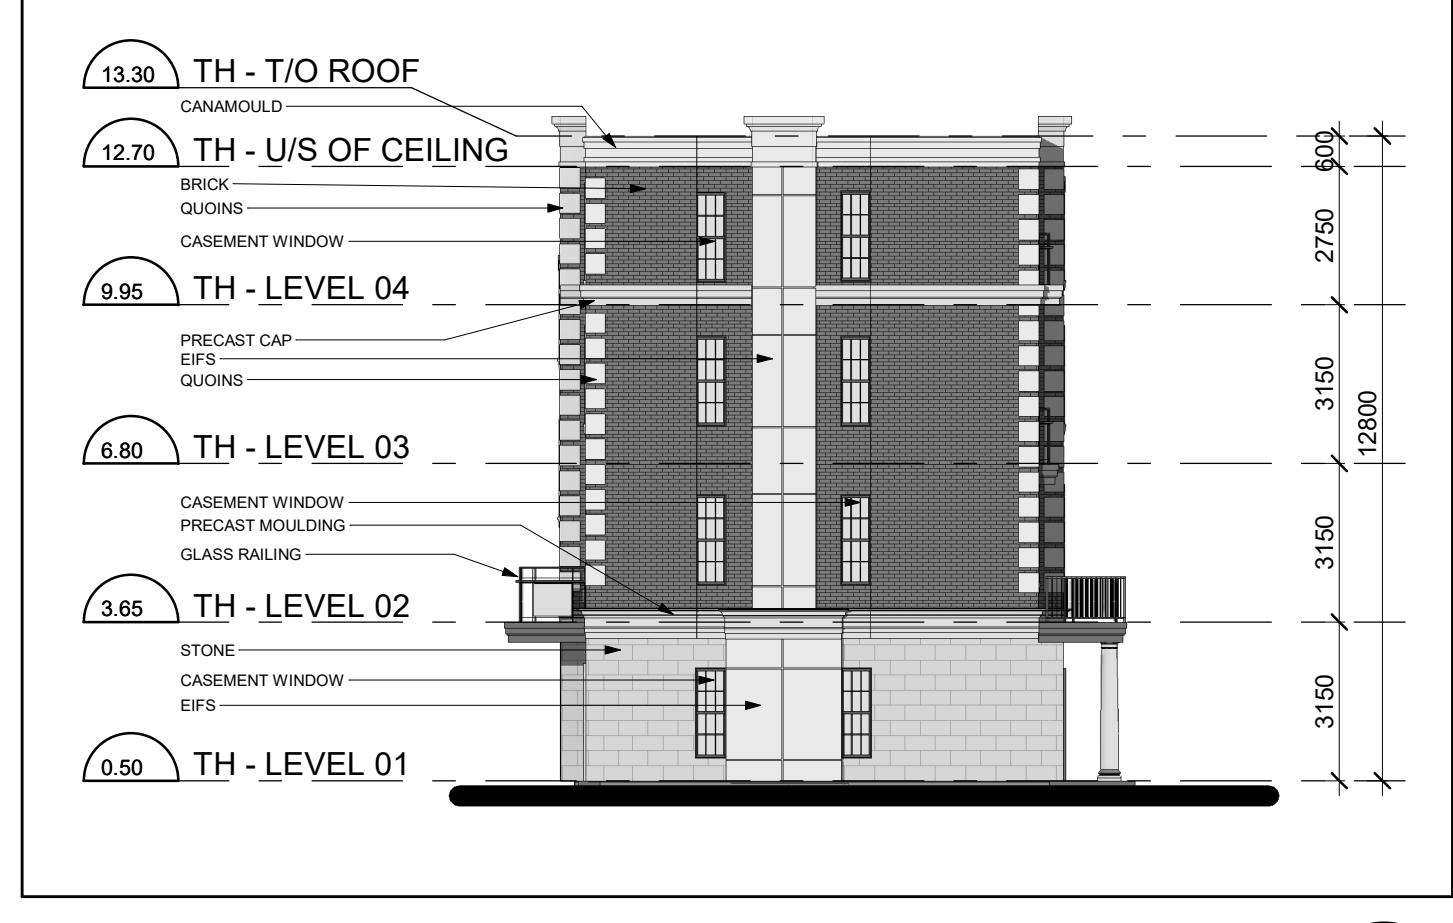 13.30 TH - T/O ROOF
CANAMOULD
12.70 TH - U/S OF CEILING
BRICK
QUOINS
CASEMENT WINDOW
9.95 TH - LEVEL 04
PRECAST CAP
EIFS
QUOINS
6.80 TH - LEVEL 03
CASEMENT WINDOW
PRECAST MOULDING
GLASS RAILING
3.65 TH - LEVEL 02
STONE
CASEMENT WINDOW
EIFS
0.50 TH - LEVEL 01
600
2750
3150
3150
3150
12800